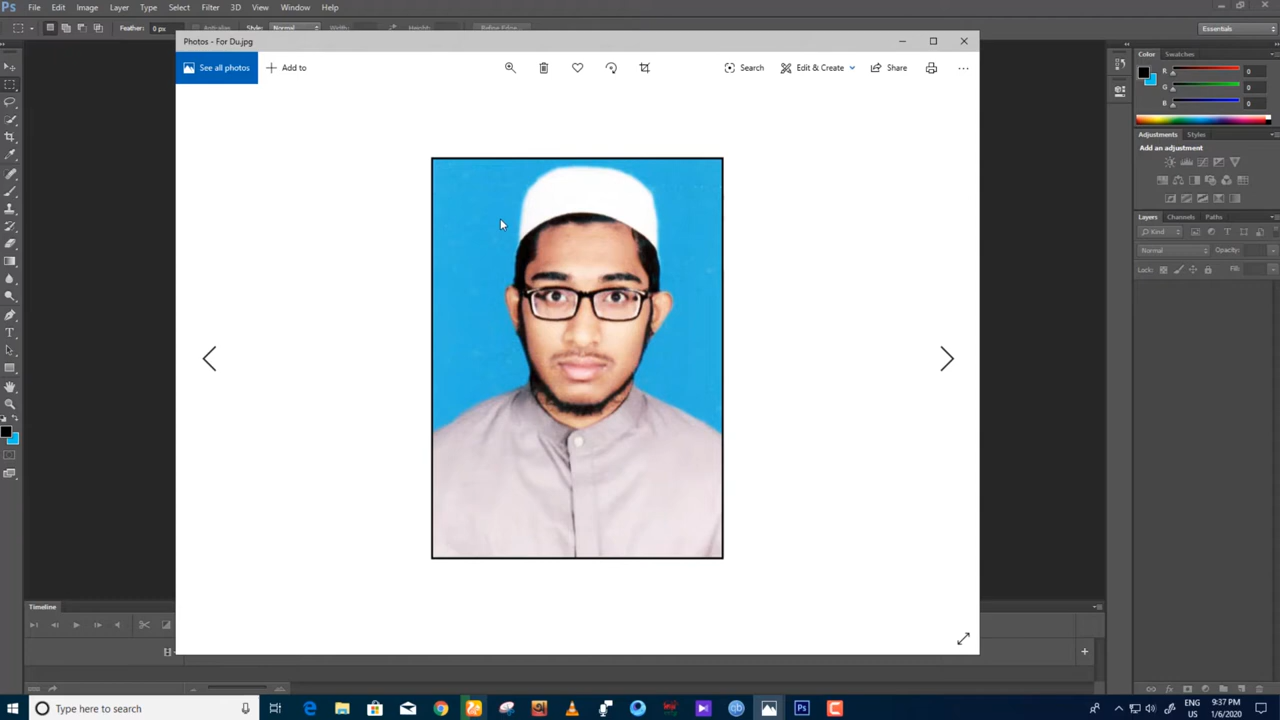 Ps File Edit Image Layer Type Select Filter 3D View Window Help
Feather: 0 px Anti-alias Style: Normal Width: Height: Refine Edge... Essentials
Photos - For Du.jpg
See all photos Add to Search Edit & Create Share
Color Swatches
R 0
G 0
B 0
Adjustments Styles
Add an adjustment
Layers Channels Paths
Kind
Normal Opacity:
Lock: Fill:
Timeline
Type here to search
ENG 9:37 PM
US 1/6/2020